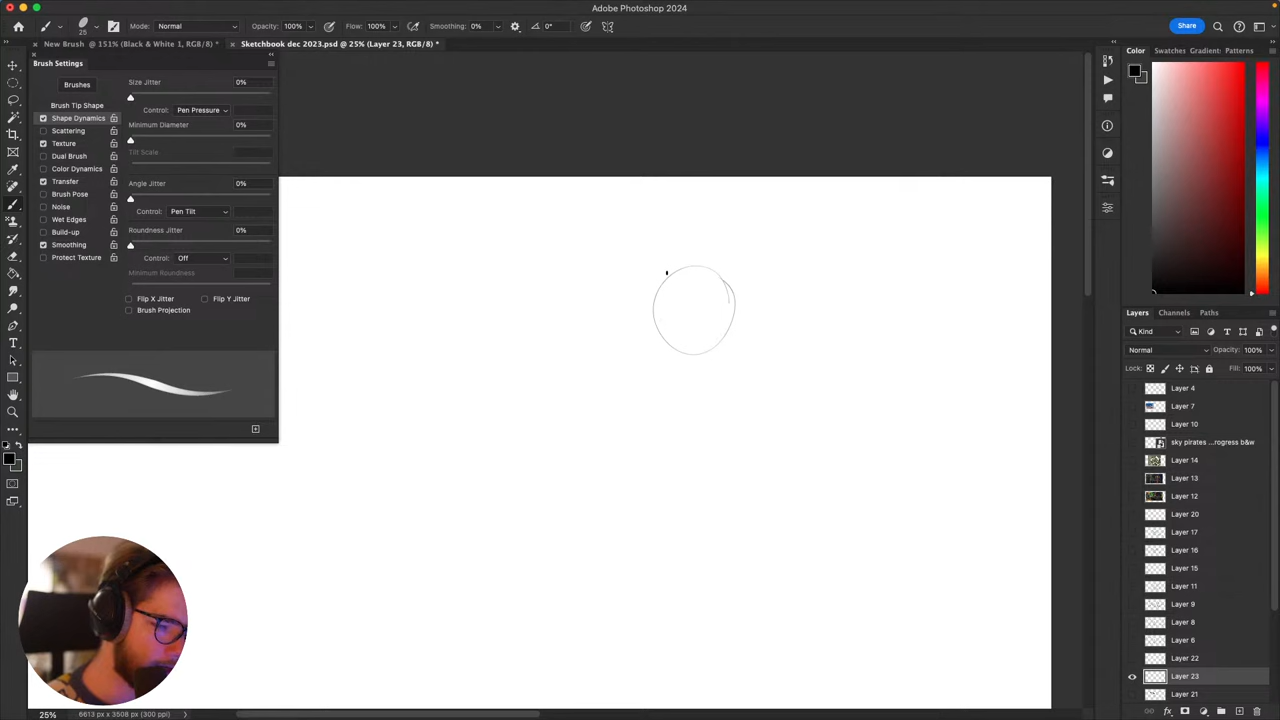 Adobe Photoshop 2024
25
Mode: Normal
Opacity: 100%
Flow: 100%
Smoothing: 0%
0°
Share
New Brush @ 151% (Black & White 1, RGB/8) *
Sketchbook dec 2023.psd @ 25% (Layer 23, RGB/8) *
Brush Settings
Brushes
Brush Tip Shape
Shape Dynamics
Scattering
Texture
Dual Brush
Color Dynamics
Transfer
Brush Pose
Noise
Wet Edges
Build-up
Smoothing
Protect Texture
Size Jitter 0%
Control: Pen Pressure
Minimum Diameter 0%
Tilt Scale
Angle Jitter 0%
Control: Pen Tilt
Roundness Jitter 0%
Control: Off
Minimum Roundness
Flip X Jitter Flip Y Jitter
Brush Projection
Color Swatches Gradient: Patterns
Layers Channels Paths
Kind
Normal Opacity: 100%
Lock: Fill: 100%
Layer 4
Layer 7
Layer 10
sky pirates ...rogress b&w
Layer 14
Layer 13
Layer 12
Layer 20
Layer 17
Layer 16
Layer 15
Layer 11
Layer 9
Layer 8
Layer 6
Layer 22
Layer 23
Layer 21
fx
25% 6613 px x 3508 px (300 ppi)